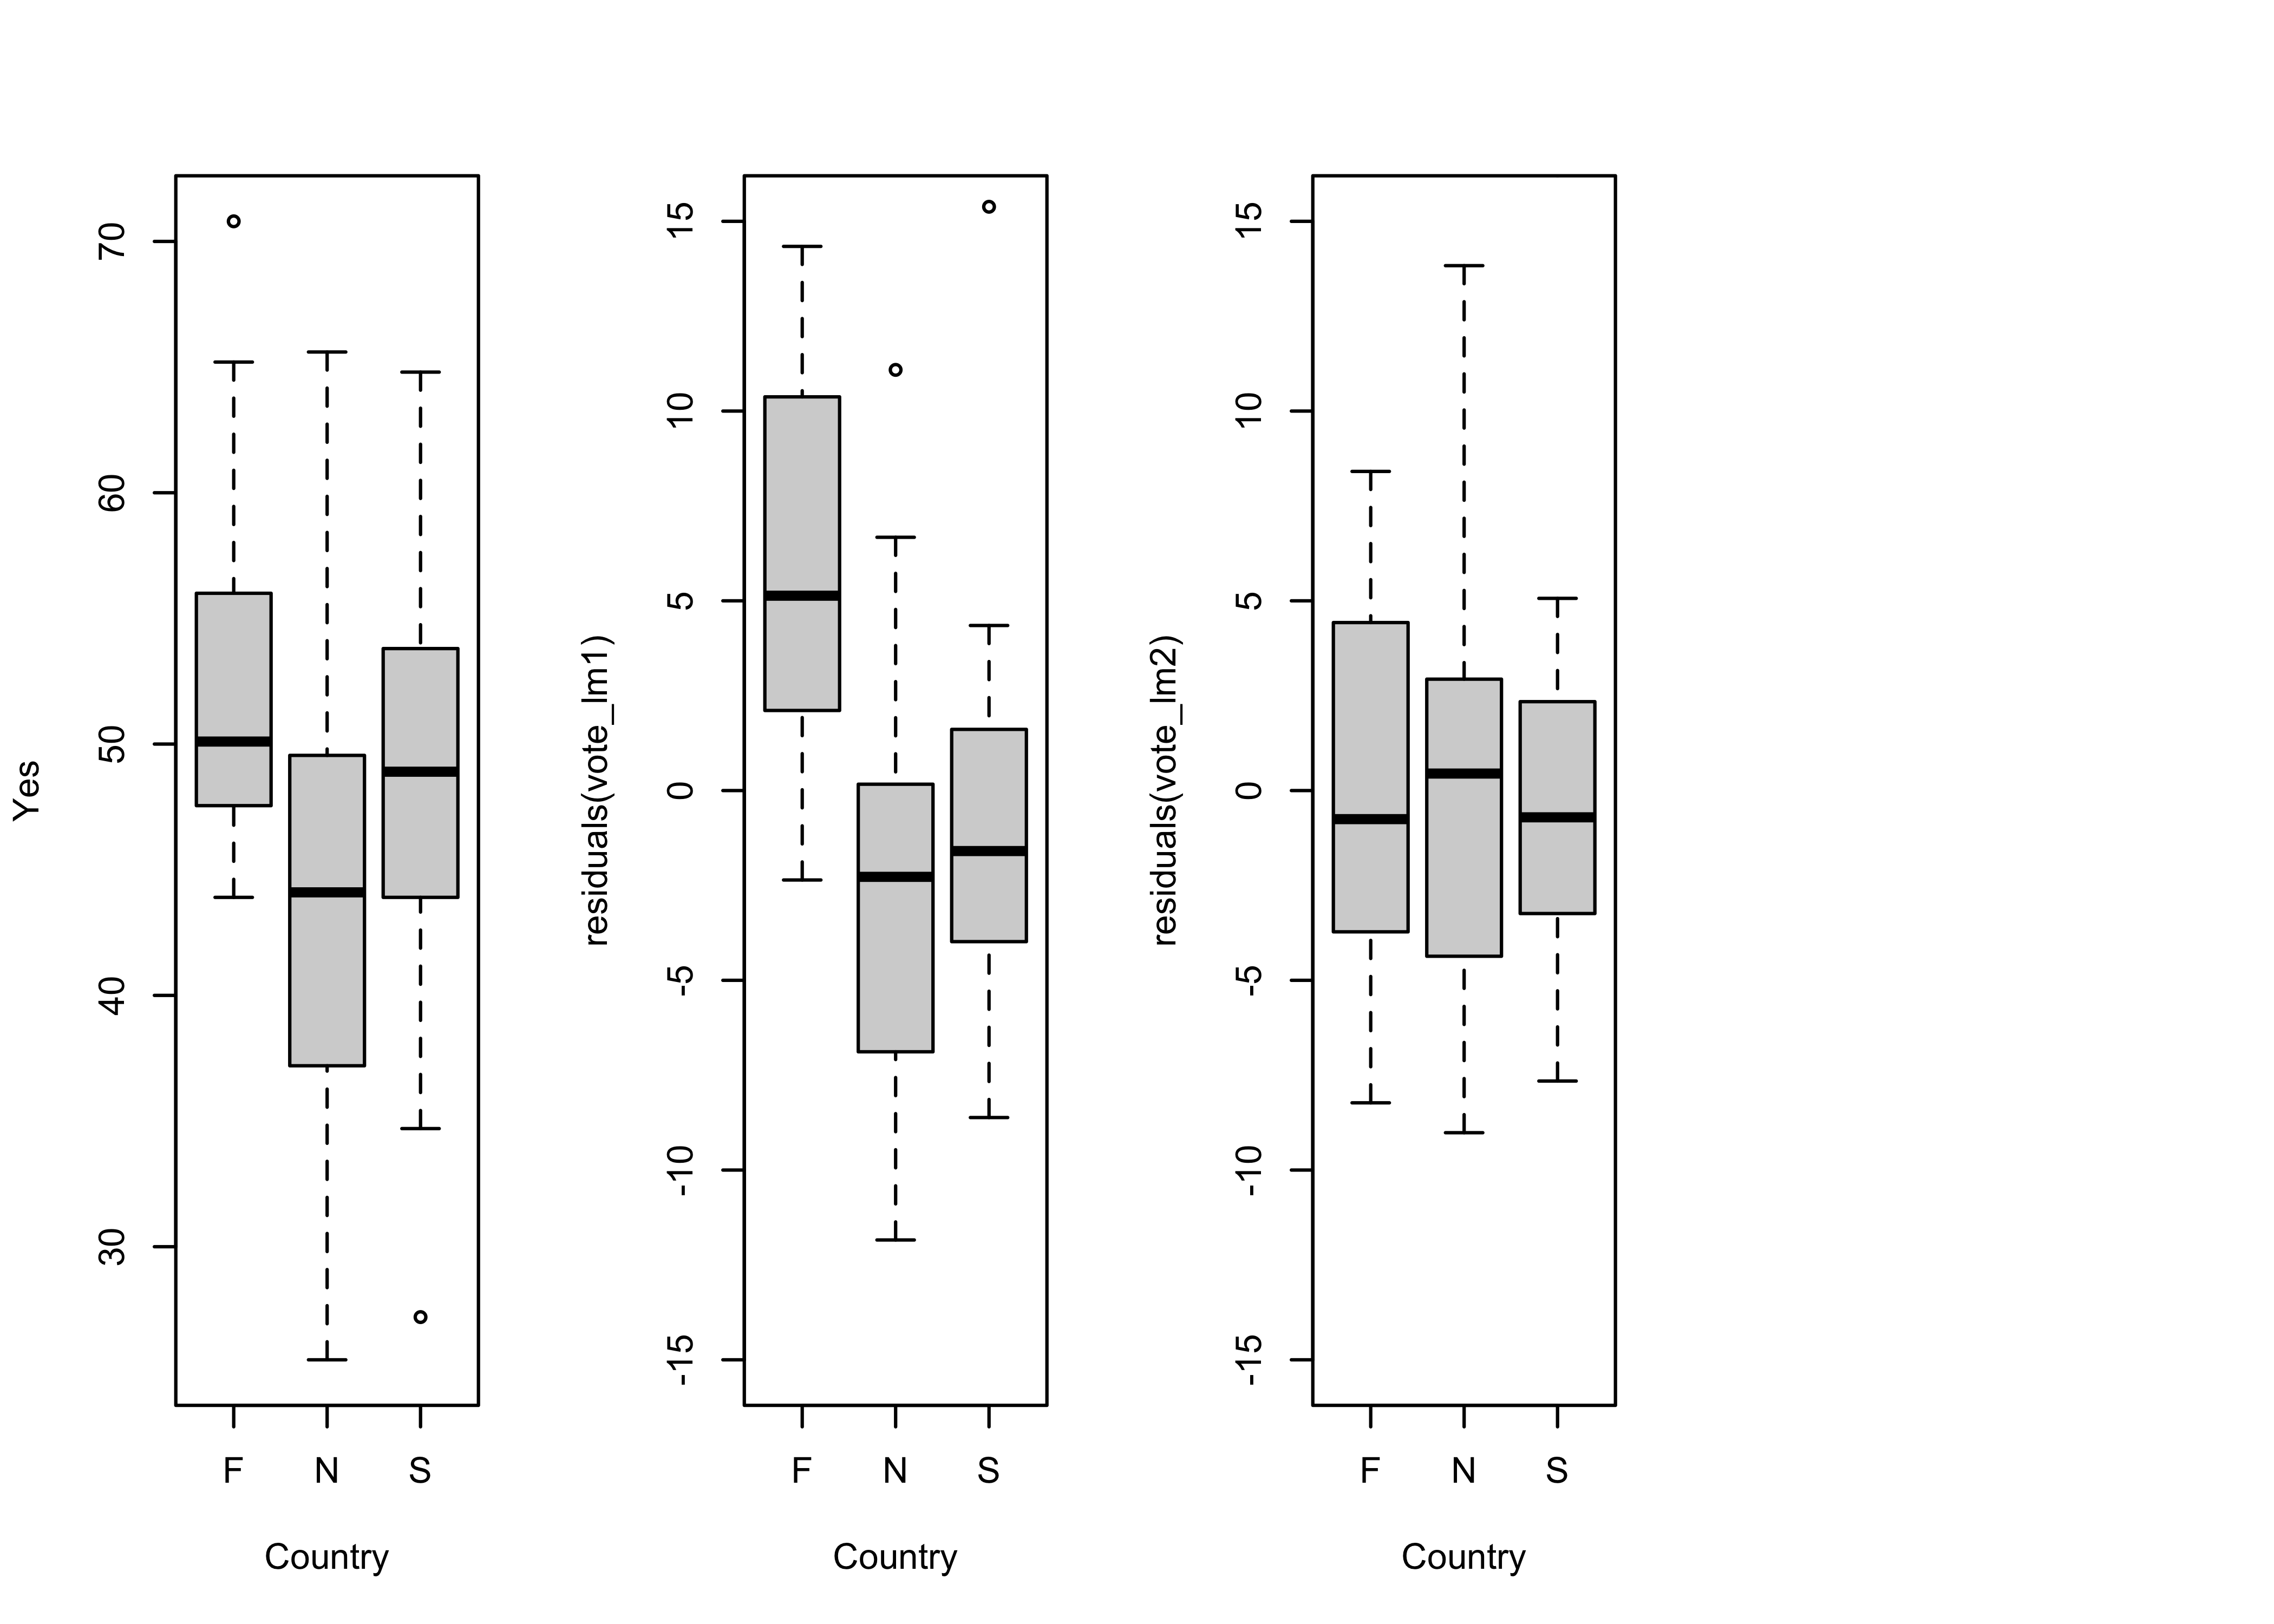 Yes
70
60
50
40
30
F N S
Country
residuals(vote_lm1)
15
10
5
0
-5
-10
-15
F N S
Country
residuals(vote_lm2)
15
10
5
0
-5
-10
-15
F N S
Country